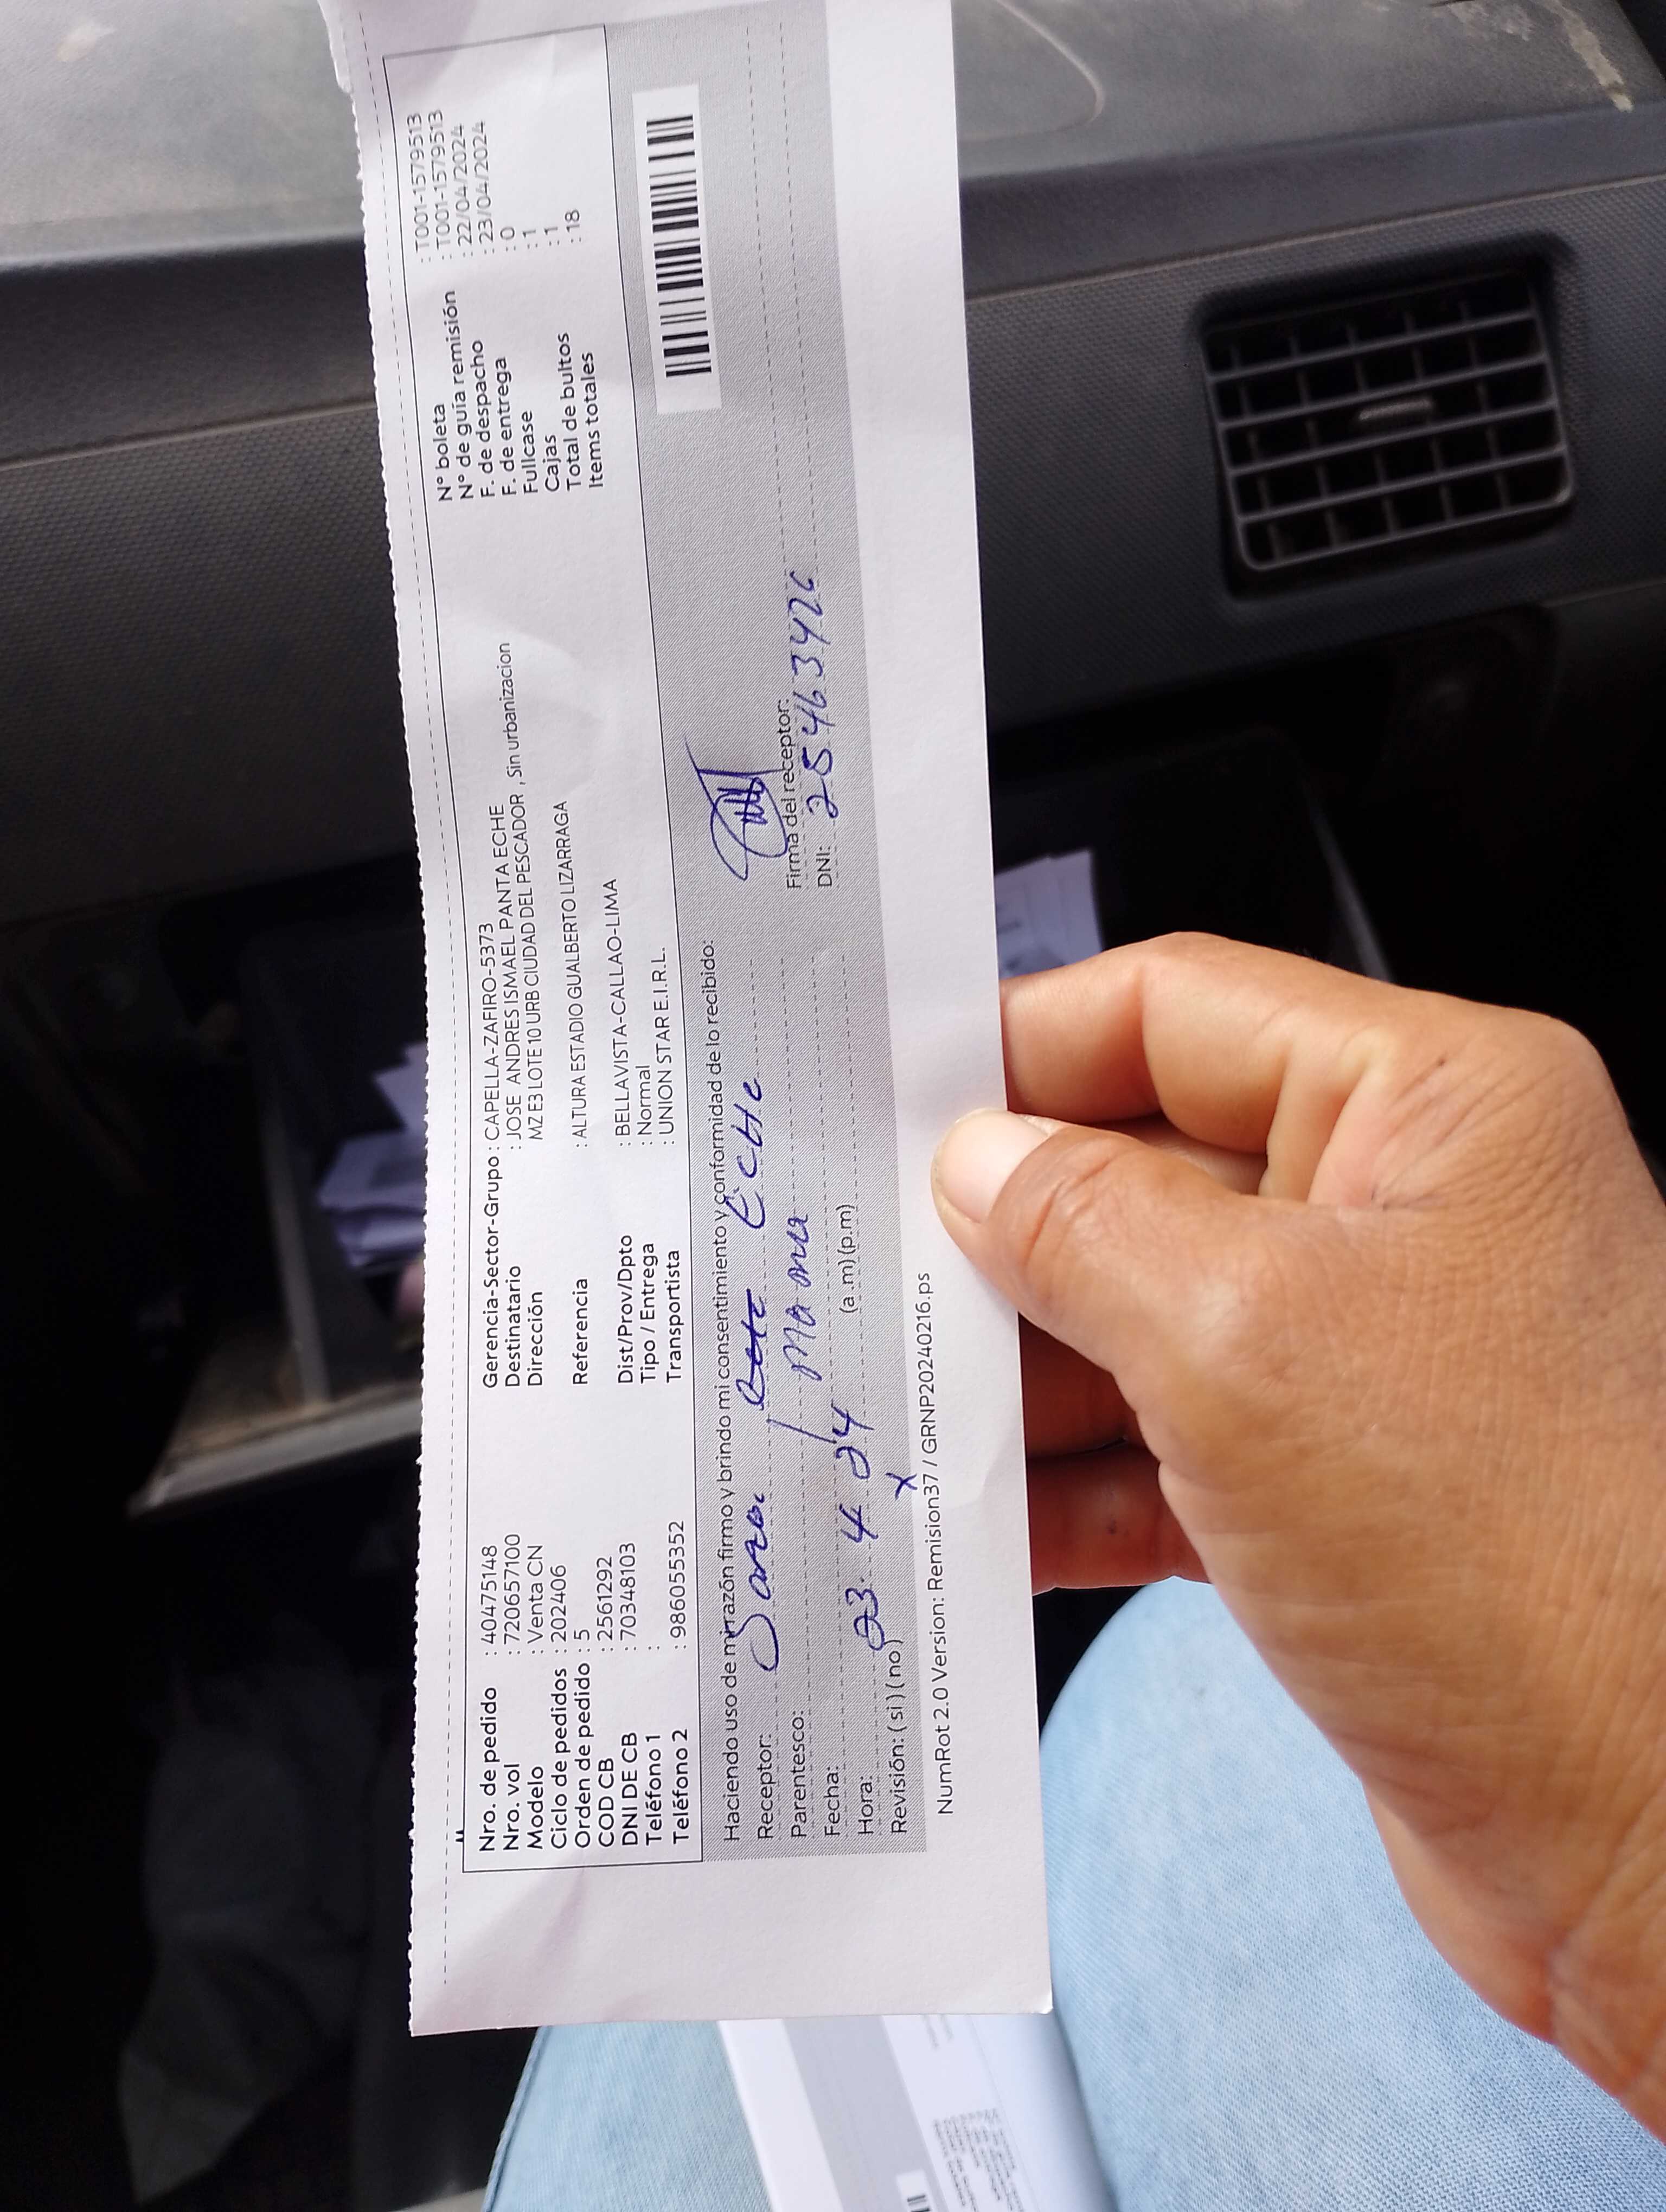 Nro. de pedido : 40475148
Nro. vol : 720657100
Modelo : Venta CN
Ciclo de pedidos : 202406
Orden de pedido : 5
COD CB : 2561292
DNI DE CB : 70348103
Teléfono 1 :
Teléfono 2 : 986055352
Gerencia-Sector-Grupo : CAPELLA-ZAFIRO-5373
Destinatario : JOSE ANDRES ISMAEL PANTA ECHE
Dirección MZ E3 LOTE 10 URB CIUDAD DEL PESCADOR , Sin urbanizacion
Referencia : ALTURA ESTADIO GUALBERTO LIZARRAGA
Dist/Prov/Dpto : BELLAVISTA-CALLAO-LIMA
Tipo / Entrega : Normal
Transportista : UNION STAR E.I.R.L.
N° boleta : T001-1579513
N° de guía remisión : T001-1579513
F. de despacho : 22/04/2024
F. de entrega : 23/04/2024
Fullcase : 0
Cajas : 1
Total de bultos : 1
Items totales : 18
Haciendo uso de mi razón firmo y brindo mi consentimiento y conformidad de lo recibido:
Receptor: Eche
Parentesco: Mama
Fecha: 23. 4 24
Hora: (a.m) (p.m)
Revisión: (si) (no) X
Firma del receptor:
DNI: 25463426
NumRot 2.0 Version: Remision37 / GRNP20240216.ps